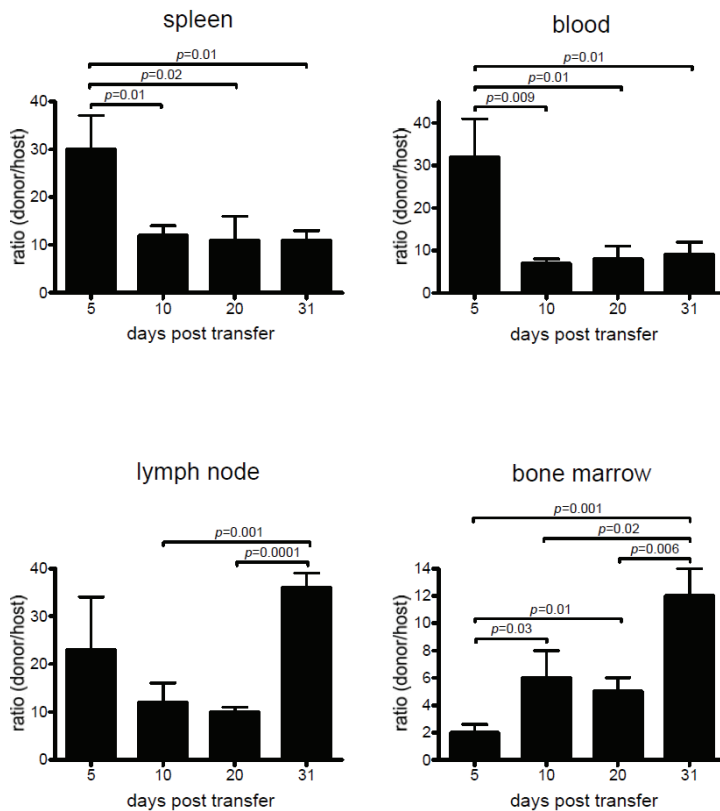 spleen
p=0.01
p=0.02
p=0.01
ratio (donor/host)
40
30
20
10
0
5 10 20 31
days post transfer
blood
p=0.01
p=0.01
p=0.009
ratio (donor/host)
40
30
20
10
0
5 10 20 31
days post transfer
lymph node
p=0.001
p=0.0001
ratio (donor/host)
40
30
20
10
0
5 10 20 31
days post transfer
bone marrow
p=0.001
p=0.02
p=0.006
p=0.01
p=0.03
ratio (donor/host)
14
12
10
8
6
4
2
0
5 10 20 31
days post transfer